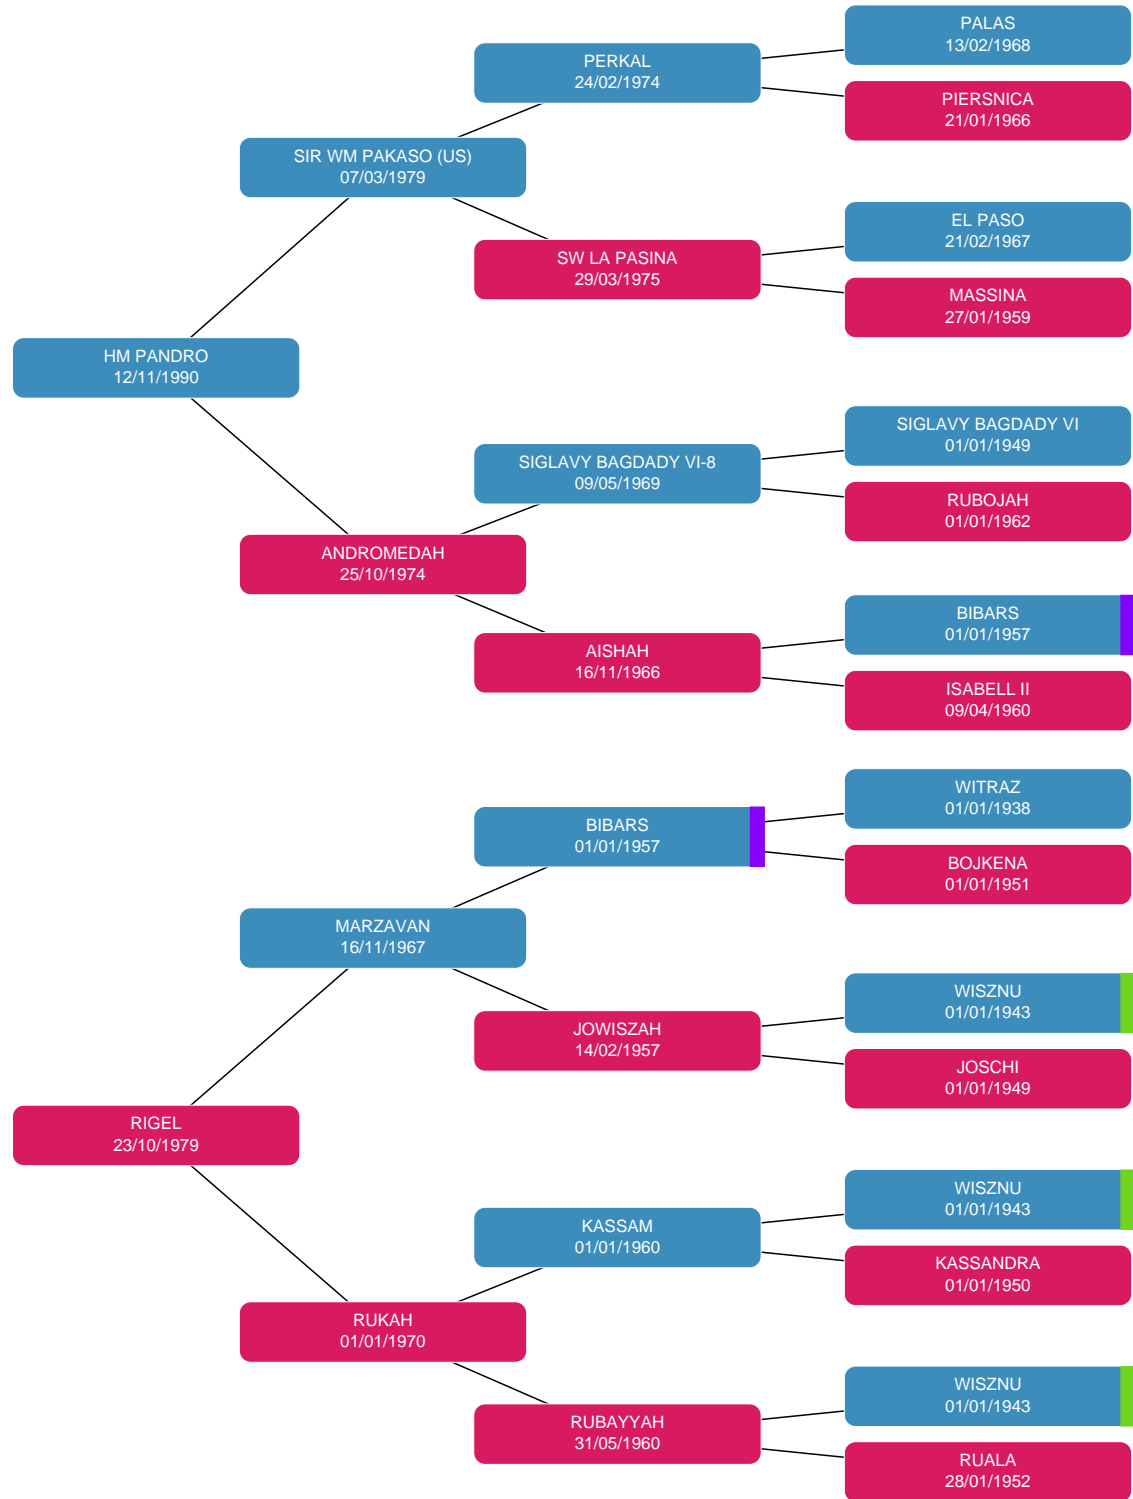 PALAS
13/02/1968
PERKAL
24/02/1974
PIERSNICA
21/01/1966
SIR WM PAKASO (US)
07/03/1979
EL PASO
21/02/1967
SW LA PASINA
29/03/1975
MASSINA
27/01/1959
HM PANDRO
12/11/1990
SIGLAVY BAGDADY VI
01/01/1949
SIGLAVY BAGDADY VI-8
09/05/1969
RUBOJAH
01/01/1962
ANDROMEDAH
25/10/1974
BIBARS
01/01/1957
AISHAH
16/11/1966
ISABELL II
09/04/1960
WITRAZ
01/01/1938
BIBARS
01/01/1957
BOJKENA
01/01/1951
MARZAVAN
16/11/1967
WISZNU
01/01/1943
JOWISZAH
14/02/1957
JOSCHI
01/01/1949
RIGEL
23/10/1979
WISZNU
01/01/1943
KASSAM
01/01/1960
KASSANDRA
01/01/1950
RUKAH
01/01/1970
WISZNU
01/01/1943
RUBAYYAH
31/05/1960
RUALA
28/01/1952